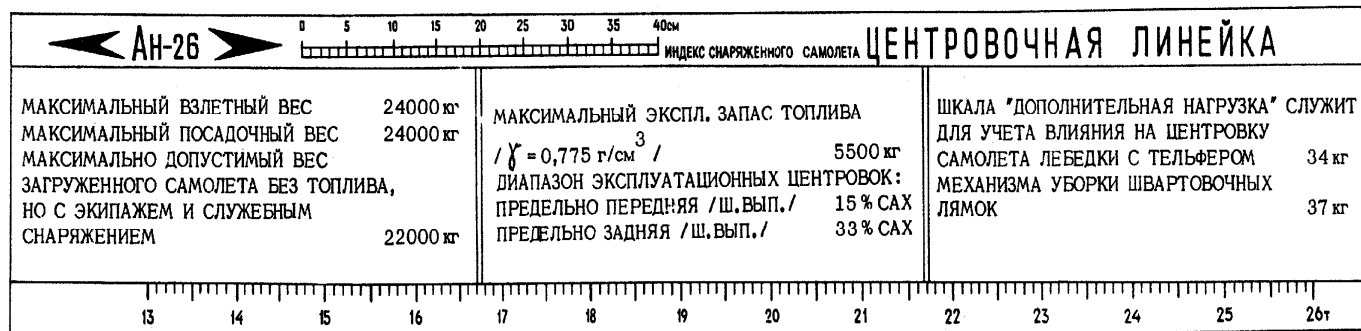 Ан-26
0 5 10 15 20 25 30 35 40см
ИНДЕКС СНАРЯЖЕННОГО САМОЛЕТА
ЦЕНТРОВОЧНАЯ ЛИНЕЙКА
МАКСИМАЛЬНЫЙ ВЗЛЕТНЫЙ ВЕС 24000 кг
МАКСИМАЛЬНЫЙ ПОСАДОЧНЫЙ ВЕС 24000 кг
МАКСИМАЛЬНО ДОПУСТИМЫЙ ВЕС
ЗАГРУЖЕННОГО САМОЛЕТА БЕЗ ТОПЛИВА,
НО С ЭКИПАЖЕМ И СЛУЖЕБНЫМ
СНАРЯЖЕНИЕМ 22000 кг
МАКСИМАЛЬНЫЙ ЭКСПЛ. ЗАПАС ТОПЛИВА
/ γ = 0,775 г/см³ / 5500 кг
ДИАПАЗОН ЭКСПЛУАТАЦИОННЫХ ЦЕНТРОВОК:
ПРЕДЕЛЬНО ПЕРЕДНЯЯ /Ш.ВЫП./ 15 % САХ
ПРЕДЕЛЬНО ЗАДНЯЯ /Ш.ВЫП./ 33 % САХ
ШКАЛА "ДОПОЛНИТЕЛЬНАЯ НАГРУЗКА" СЛУЖИТ
ДЛЯ УЧЕТА ВЛИЯНИЯ НА ЦЕНТРОВКУ
САМОЛЕТА ЛЕБЕДКИ С ТЕЛЬФЕРОМ 34 кг
МЕХАНИЗМА УБОРКИ ШВАРТОВОЧНЫХ
ЛЯМОК 37 кг
13 14 15 16 17 18 19 20 21 22 23 24 25 26т